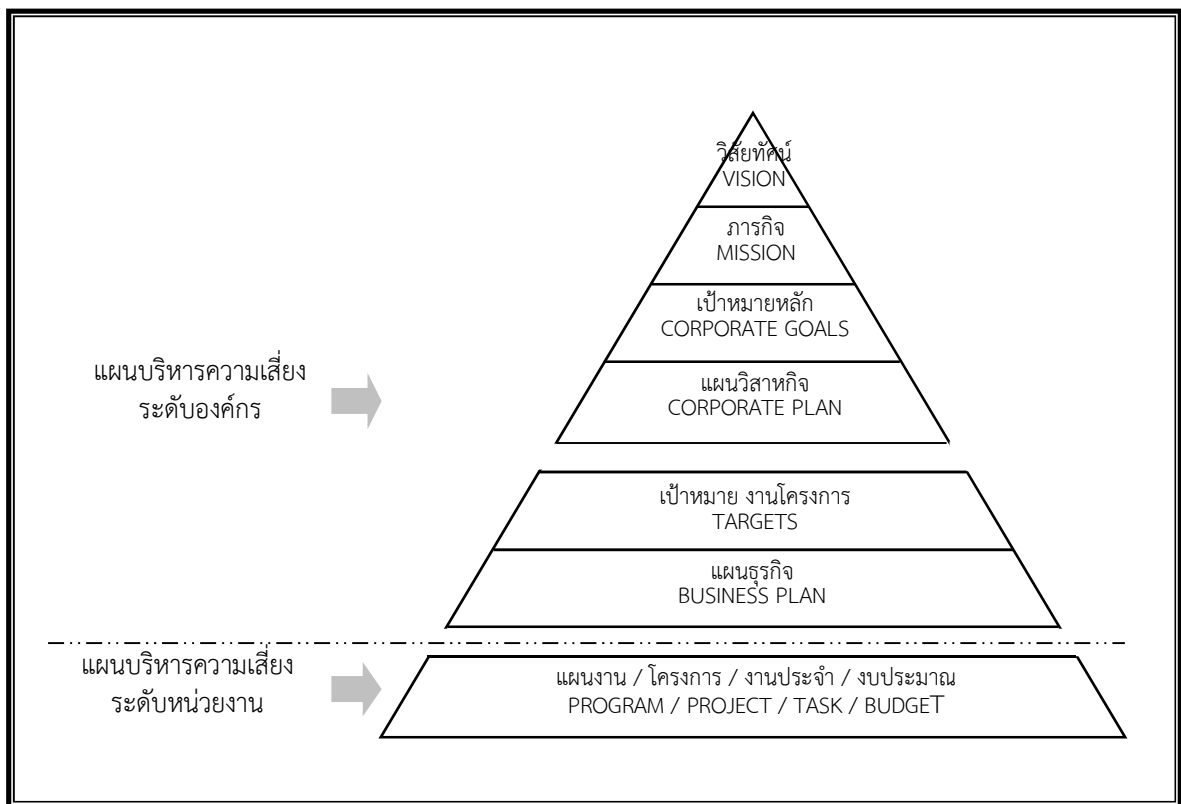 วิสัยทัศน์
VISION
ภารกิจ
MISSION
เป้าหมายหลัก
CORPORATE GOALS
แผนบริหารความเสี่ยง
ระดับองค์กร
แผนวิสาหกิจ
CORPORATE PLAN
เป้าหมาย งานโครงการ
TARGETS
แผนธุรกิจ
BUSINESS PLAN
แผนบริหารความเสี่ยง
ระดับหน่วยงาน
แผนงาน / โครงการ / งานประจำ / งบประมาณ
PROGRAM / PROJECT / TASK / BUDGET